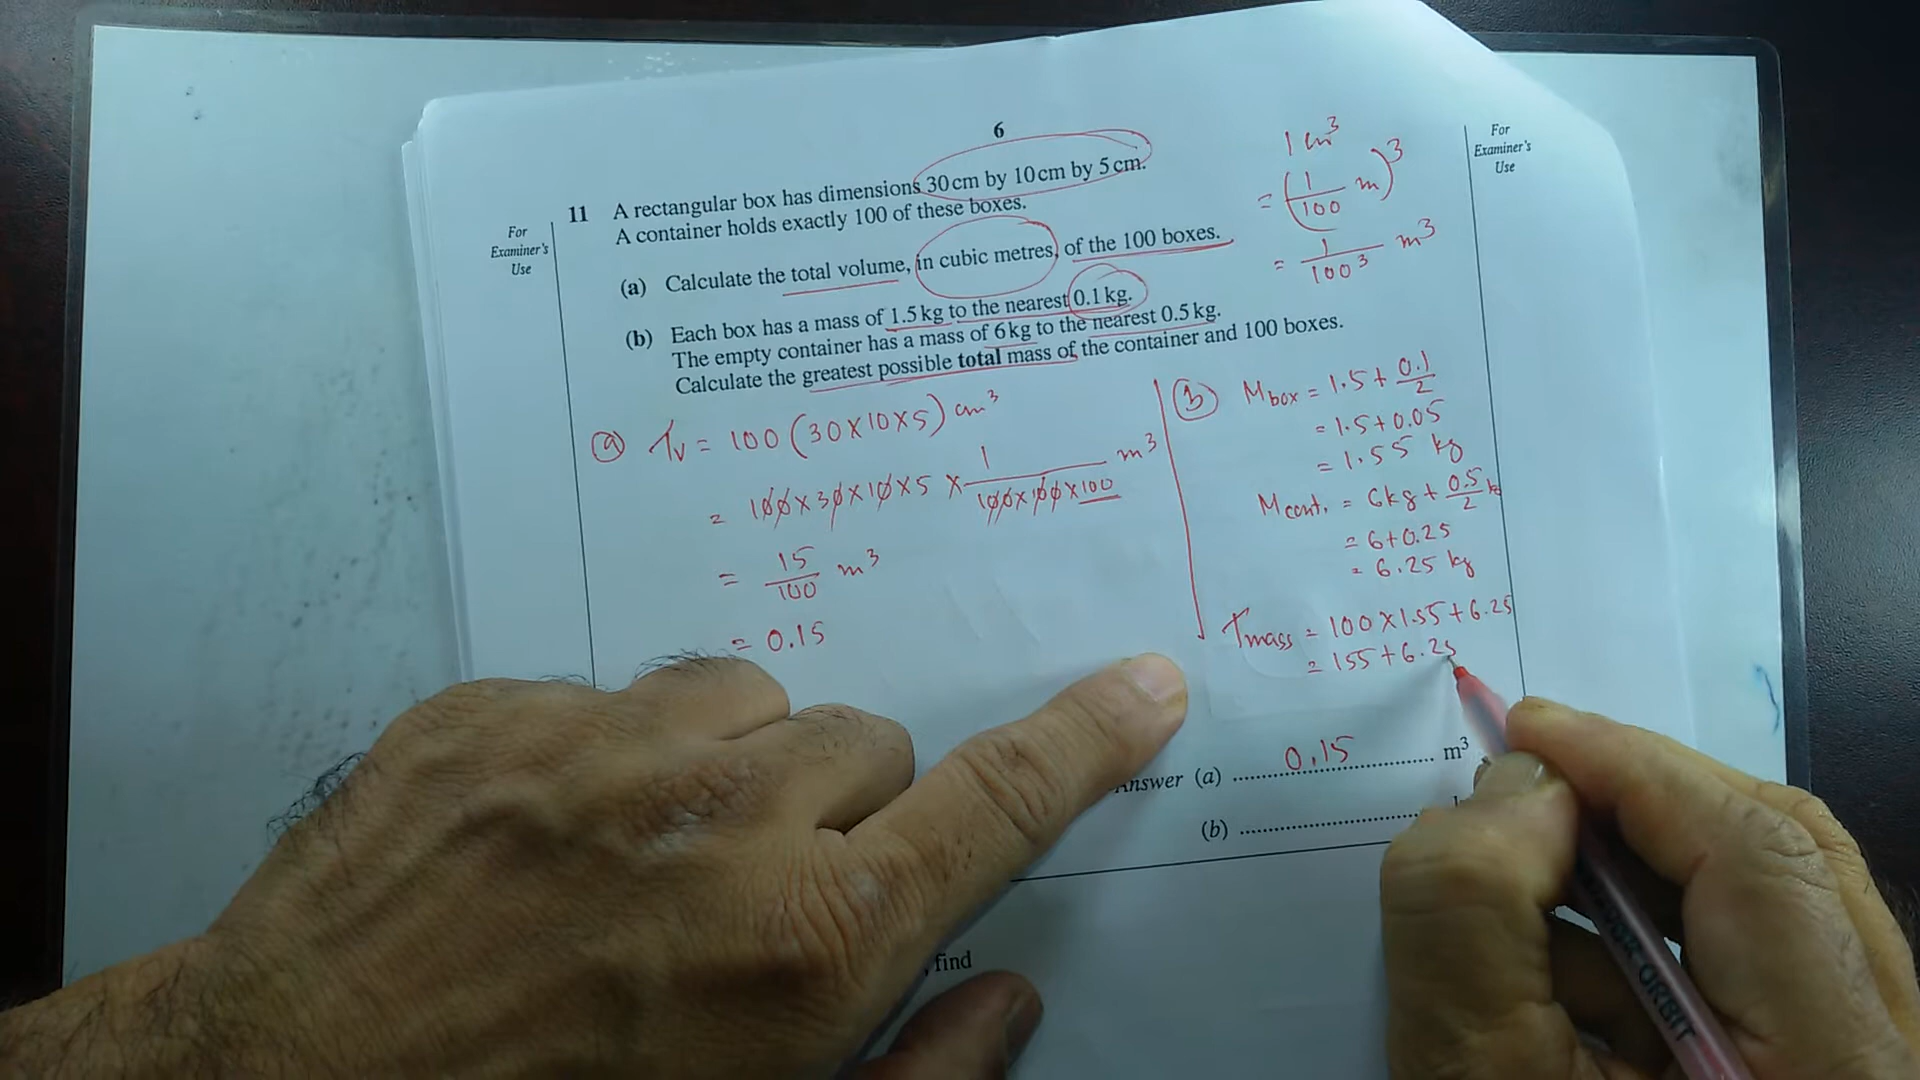 6
For
Examiner's
Use
For
Examiner's
Use
11 A rectangular box has dimensions 30 cm by 10 cm by 5 cm.
A container holds exactly 100 of these boxes.
(a) Calculate the total volume, in cubic metres, of the 100 boxes.
(b) Each box has a mass of 1.5 kg to the nearest 0.1 kg.
The empty container has a mass of 6 kg to the nearest 0.5 kg.
Calculate the greatest possible total mass of the container and 100 boxes.
1 cm³
= (1/100 m)³
= 1/100³ m³
(a) Tv = 100 (30×10×5) cm³
= 100×30×10×5 × 1/(100×100×100) m³
= 15/100 m³
= 0.15
(b) Mbox = 1.5 + 0.1/2
= 1.5 + 0.05
= 1.55 kg
Mcont. = 6kg + 0.5/2 k
= 6+0.25
= 6.25 kg
Tmass = 100×1.55+6.25
= 155+6.25
Answer (a) 0.15 m³
(b)
, find